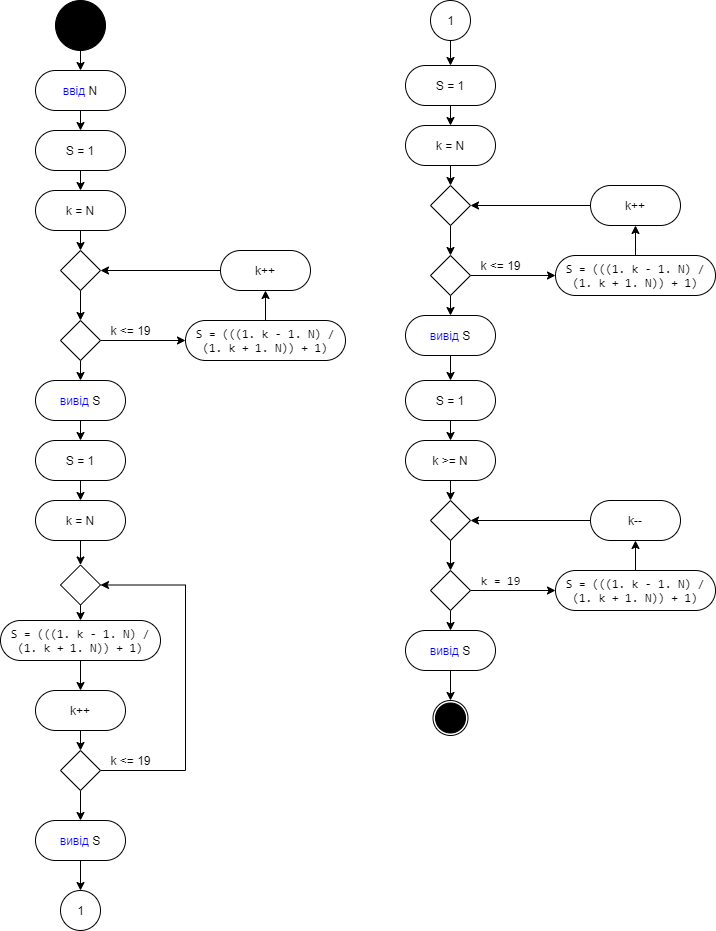 ввід N
S = 1
k = N
k++
k <= 19
S = (((1. k - 1. N) /
(1. k + 1. N)) + 1)
вивід S
S = 1
k = N
S = (((1. k - 1. N) /
(1. k + 1. N)) + 1)
k++
k <= 19
вивід S
1
1
S = 1
k = N
k++
k <= 19
S = (((1. k - 1. N) /
(1. k + 1. N)) + 1)
вивід S
S = 1
k >= N
k--
k = 19
S = (((1. k - 1. N) /
(1. k + 1. N)) + 1)
вивід S